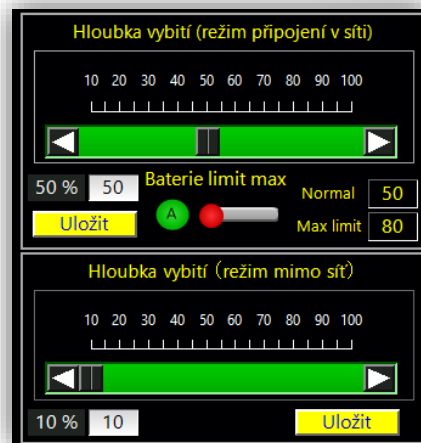 Hloubka vybití (režim připojení v síti)
10 20 30 40 50 60 70 80 90 100
50 % 50 Baterie limit max Normal 50
Uložit A Max limit 80
Hloubka vybití (režim mimo síť)
10 20 30 40 50 60 70 80 90 100
10 % 10 Uložit